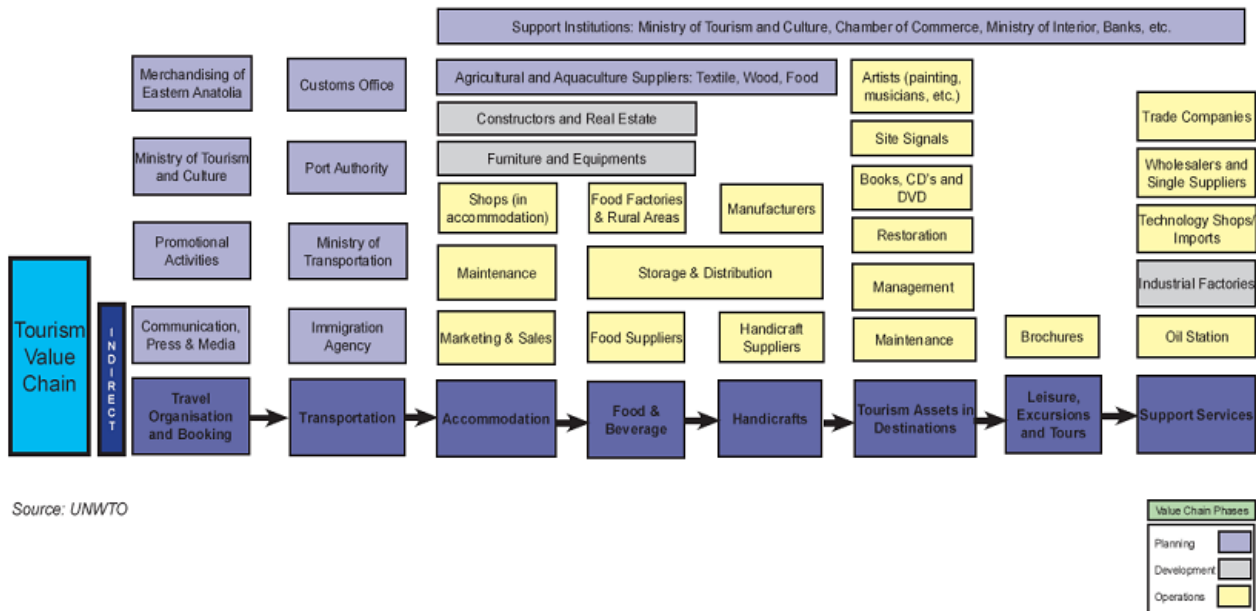 Support Institutions: Ministry of Tourism and Culture, Chamber of Commerce, Ministry of Interior, Banks, etc.
Merchandising of
Eastern Anatolia
Customs Office
Agricultural and Aquaculture Suppliers: Textile, Wood, Food
Artists (painting,
musicians, etc.)
Constructors and Real Estate
Trade Companies
Site Signals
Ministry of Tourism
and Culture
Port Authority
Furniture and Equipments
Wholesalers and
Single Suppliers
Shops (in
accommodation)
Food Factories
& Rural Areas
Manufacturers
Books, CD's and
DVD
Technology Shops/
Imports
Promotional
Activities
Ministry of
Transportation
Maintenance
Storage & Distribution
Restoration
Management
Industrial Factories
Tourism
Value
Chain
INDIRECT
Communication,
Press & Media
Immigration
Agency
Marketing & Sales
Food Suppliers
Handicraft
Suppliers
Maintenance
Brochures
Oil Station
Travel
Organisation
and Booking
Transportation
Accommodation
Food &
Beverage
Handicrafts
Tourism Assets in
Destinations
Leisure,
Excursions
and Tours
Support Services
Source: UNWTO
Value Chain Phases
Planning
Development
Operations